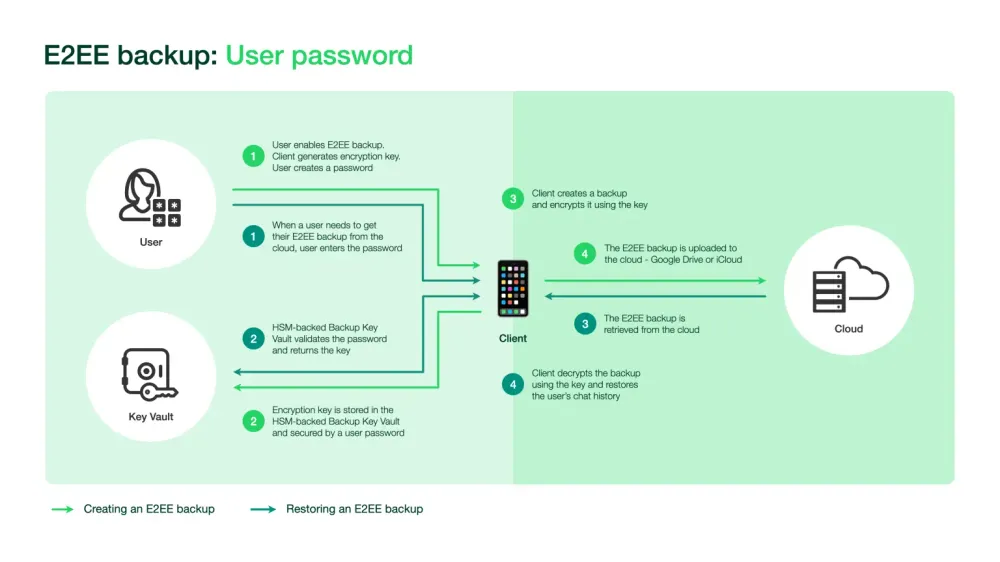 E2EE backup: User password
1
User enables E2EE backup.
Client generates encryption key.
User creates a password
User
1
When a user needs to get
their E2EE backup from the
cloud, user enters the password
3
Client creates a backup
and encrypts it using the key
4
The E2EE backup is uploaded to
the cloud - Google Drive or iCloud
Client
3
The E2EE backup is
retrieved from the cloud
Cloud
2
HSM-backed Backup Key
Vault validates the password
and returns the key
4
Client decrypts the backup
using the key and restores
the user's chat history
Key Vault
2
Encryption key is stored in the
HSM-backed Backup Key Vault
and secured by a user password
Creating an E2EE backup
Restoring an E2EE backup